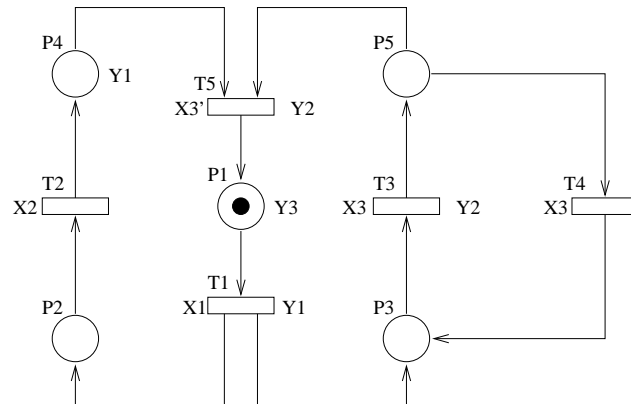 P4 P5
Y1 T5
X3' Y2
T2 P1 T3 T4
X2 Y3 X3 Y2 X3
P2 T1 P3
X1 Y1